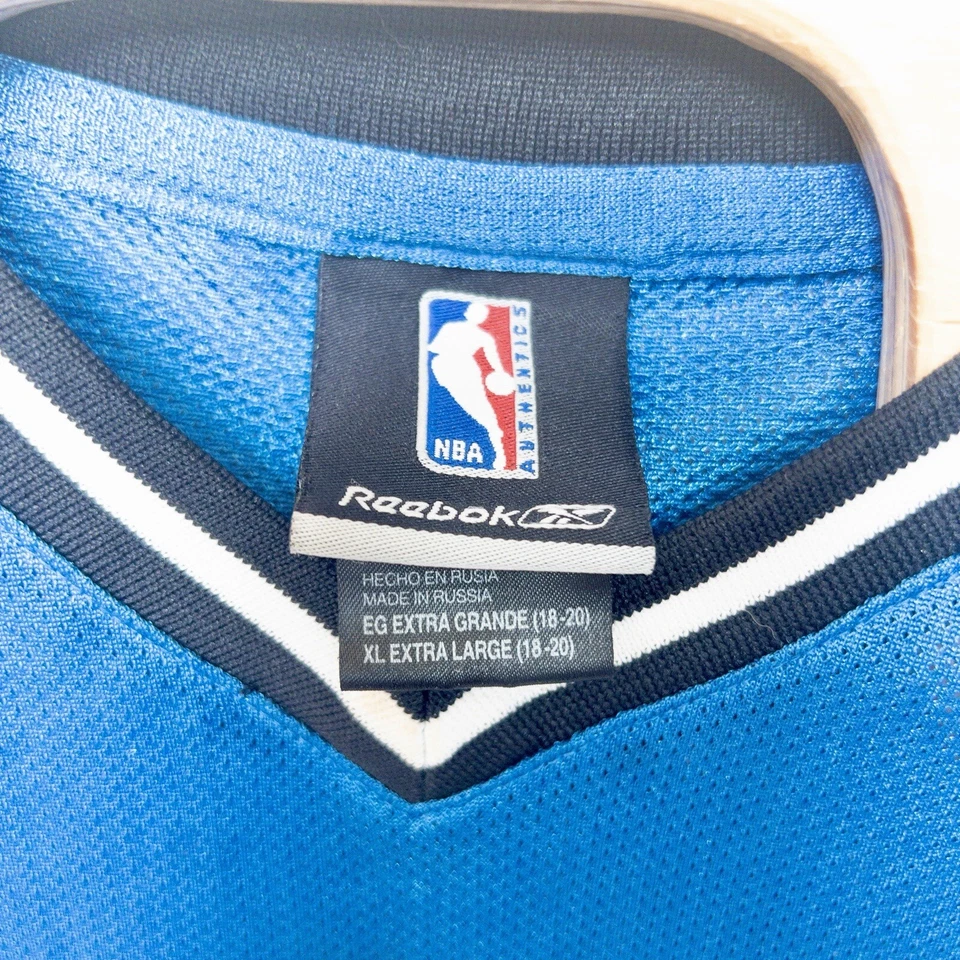 NBA
AUTHENTICS
Reebok
HECHO EN RUSIA
MADE IN RUSSIA
EG EXTRA GRANDE (18-20)
XL EXTRA LARGE (18-20)